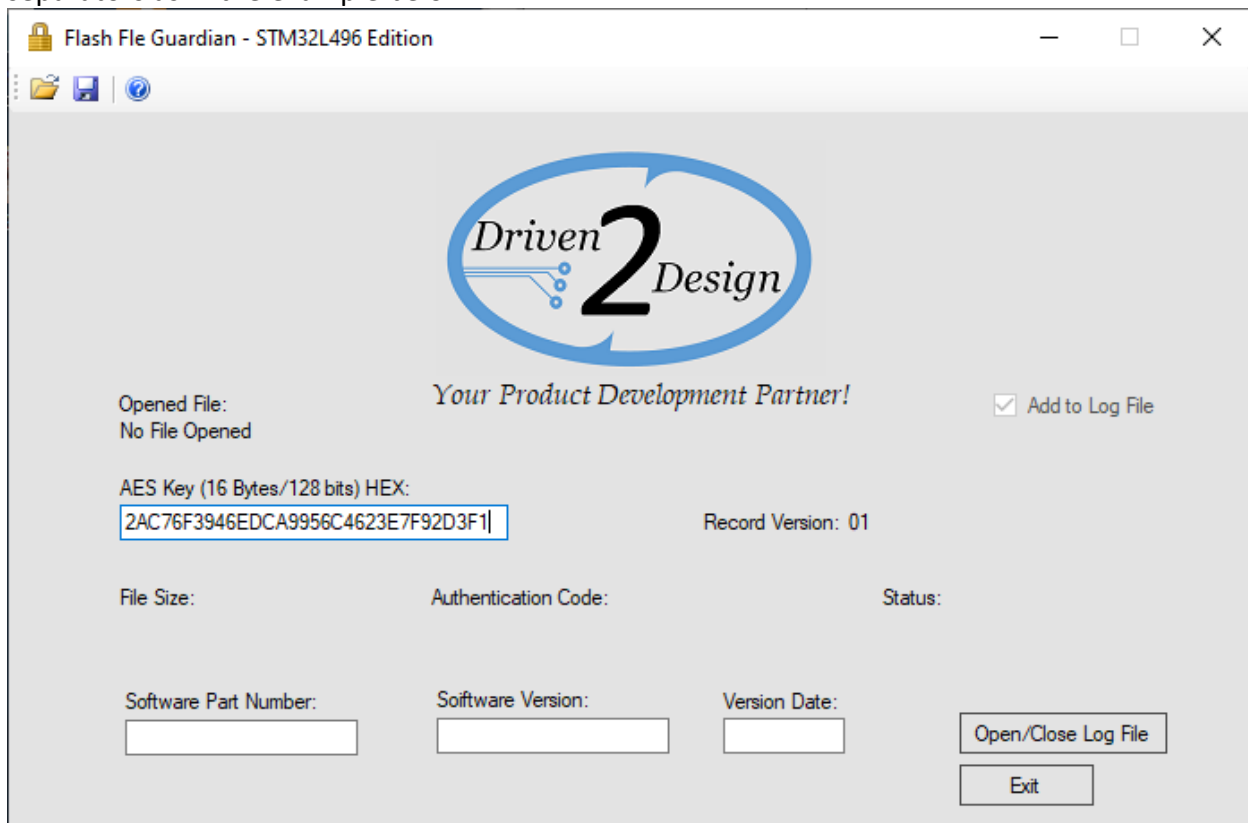 Flash Fle Guardian - STM32L496 Edition
Driven
2
Design
Your Product Development Partner!
Opened File:
No File Opened
Add to Log File
AES Key (16 Bytes/128 bits) HEX:
2AC76F3946EDCA9956C4623E7F92D3F1
Record Version: 01
File Size:
Authentication Code:
Status:
Software Part Number:
Soiftware Version:
Version Date:
Open/Close Log File
Exit